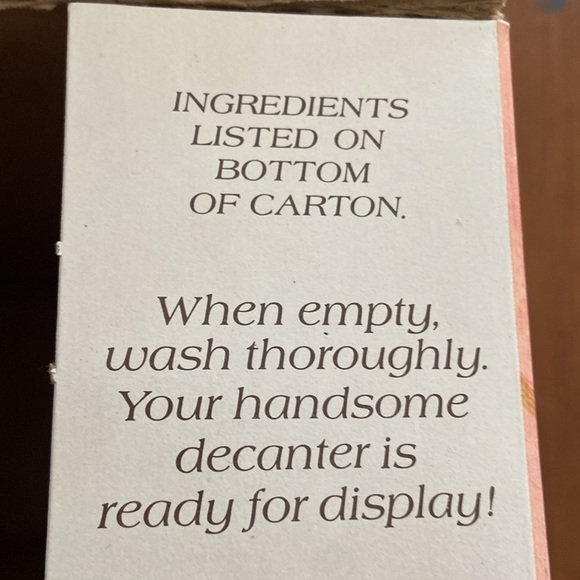 INGREDIENTS
LISTED ON
BOTTOM
OF CARTON.
When empty,
wash thoroughly.
Your handsome
decanter is
ready for display!